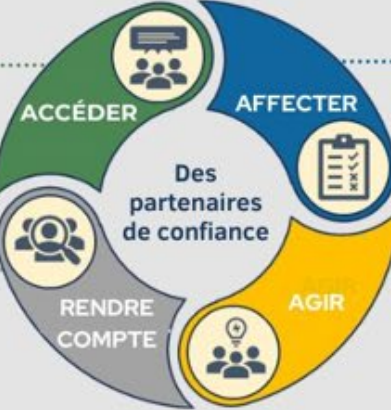 ACCÉDER
AFFECTER
Des
partenaires
de confiance
AGIR
RENDRE
COMPTE